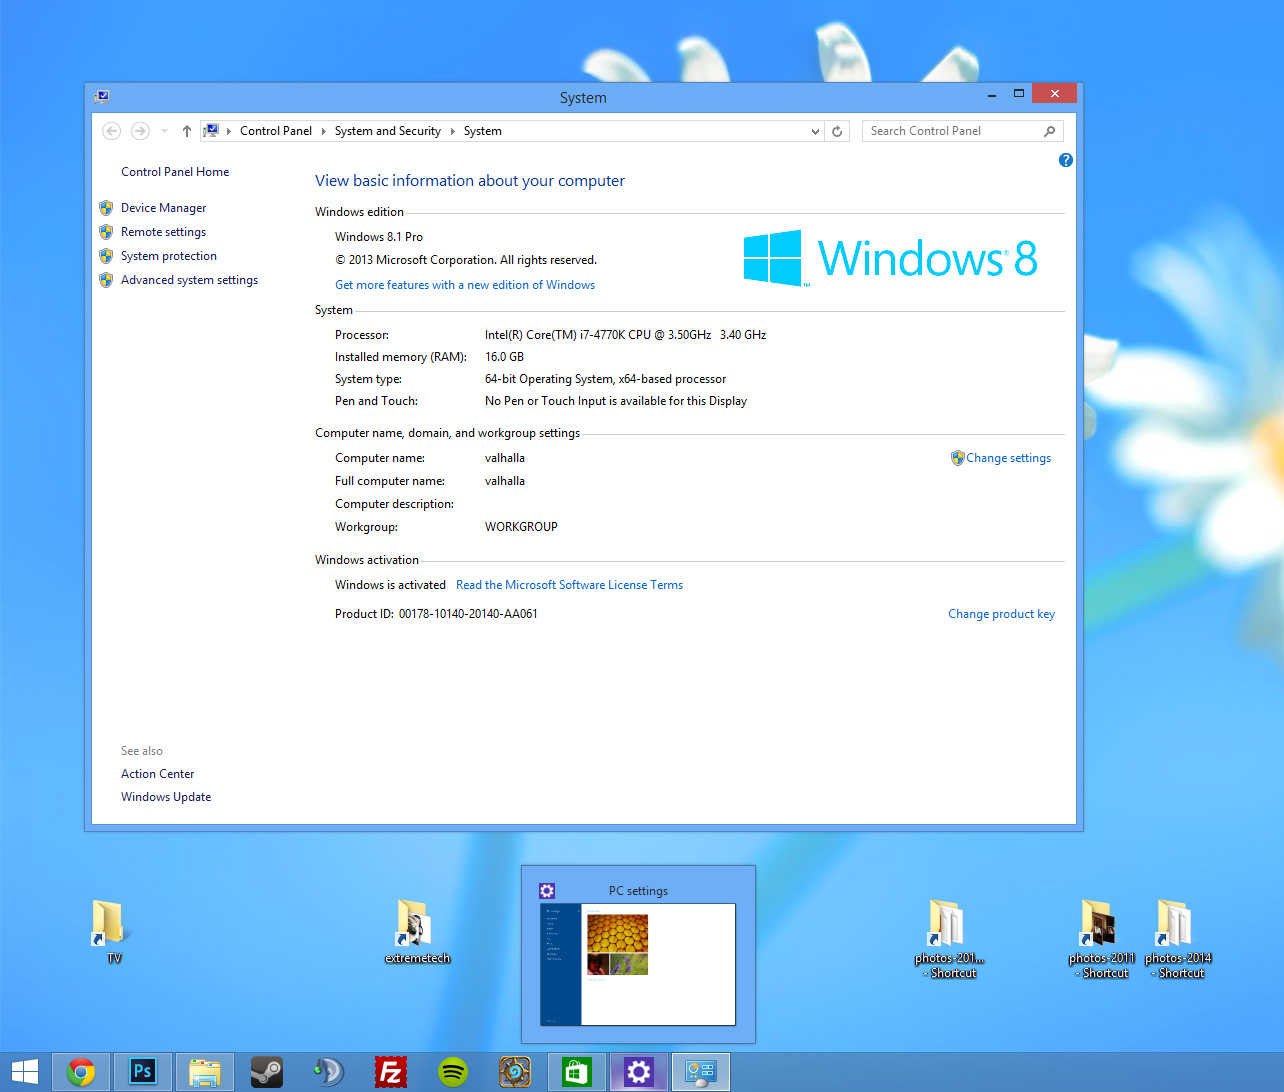 System
Control Panel
System and Security
System
Search Control Panel
?
Control Panel Home
Device Manager
Remote settings
System protection
Advanced system settings
View basic information about your computer
Windows edition
Windows 8.1 Pro
© 2013 Microsoft Corporation. All rights reserved.
Get more features with a new edition of Windows
Windows® 8
TM
System
Processor: Intel(R) Core(TM) i7-4770K CPU @ 3.50GHz 3.40 GHz
Installed memory (RAM): 16.0 GB
System type: 64-bit Operating System, x64-based processor
Pen and Touch: No Pen or Touch Input is available for this Display
Computer name, domain, and workgroup settings
Computer name: valhalla
Change settings
Full computer name: valhalla
Computer description:
Workgroup: WORKGROUP
Windows activation
Windows is activated Read the Microsoft Software License Terms
Product ID: 00178-10140-20140-AA061
Change product key
See also
Action Center
Windows Update
PC settings
TV
extremetech
photos-201...
- Shortcut
photos-2011
- Shortcut
photos-2014
- Shortcut
Ps
Fz